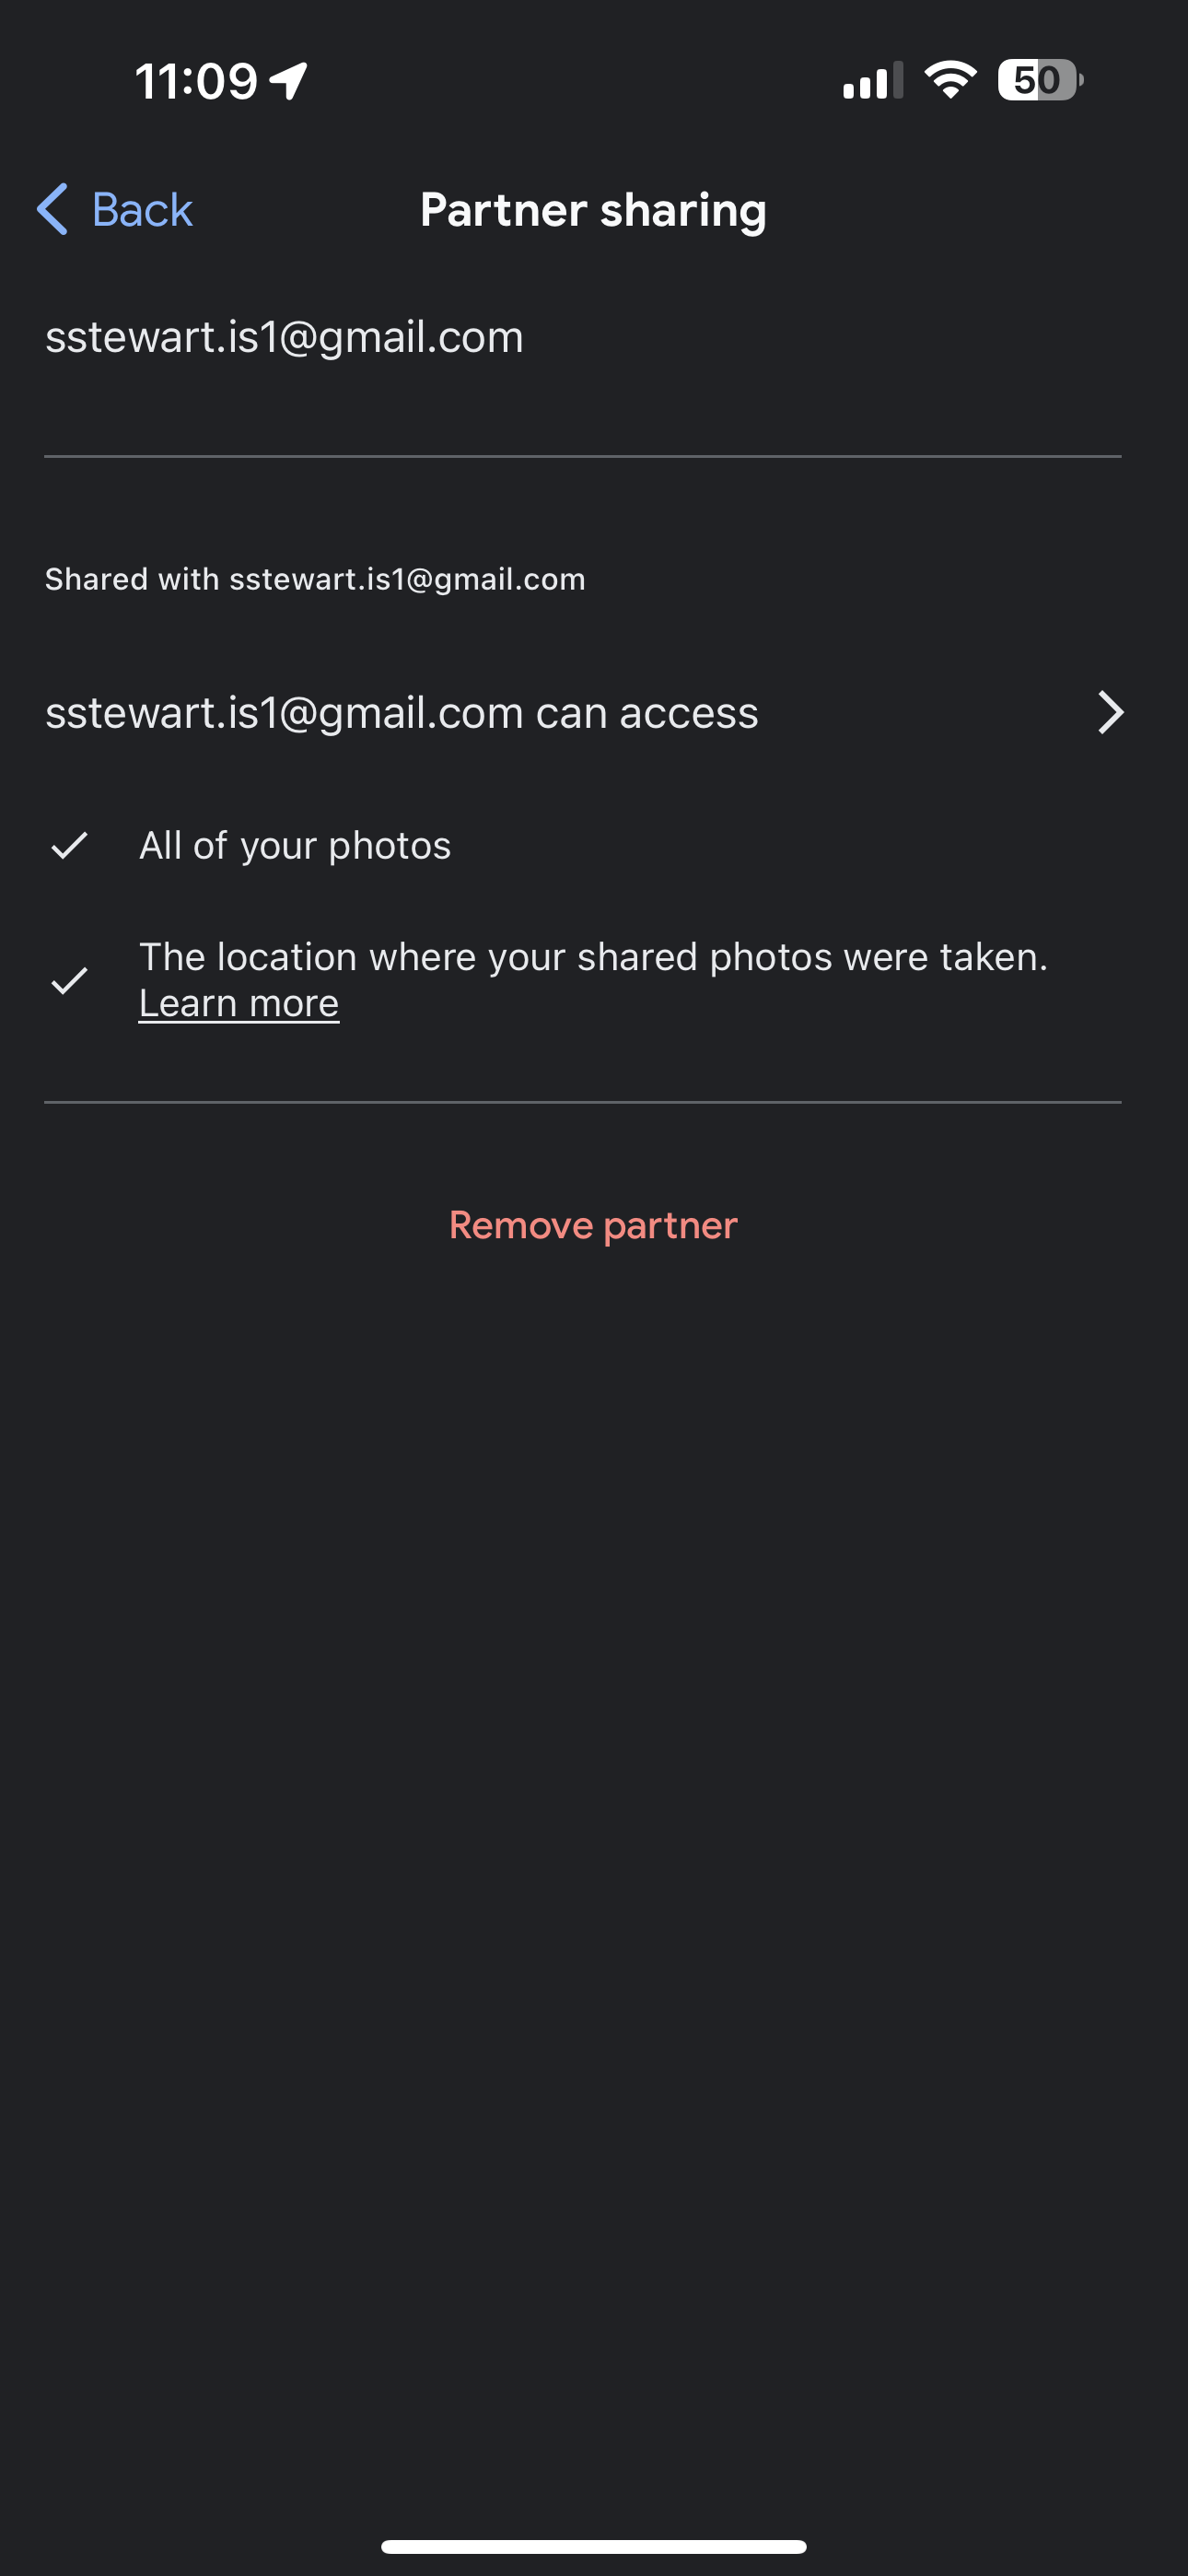 11:09
50
Back
Partner sharing
sstewart.is1@gmail.com
Shared with sstewart.is1@gmail.com
sstewart.is1@gmail.com can access
All of your photos
The location where your shared photos were taken.
Learn more
Remove partner